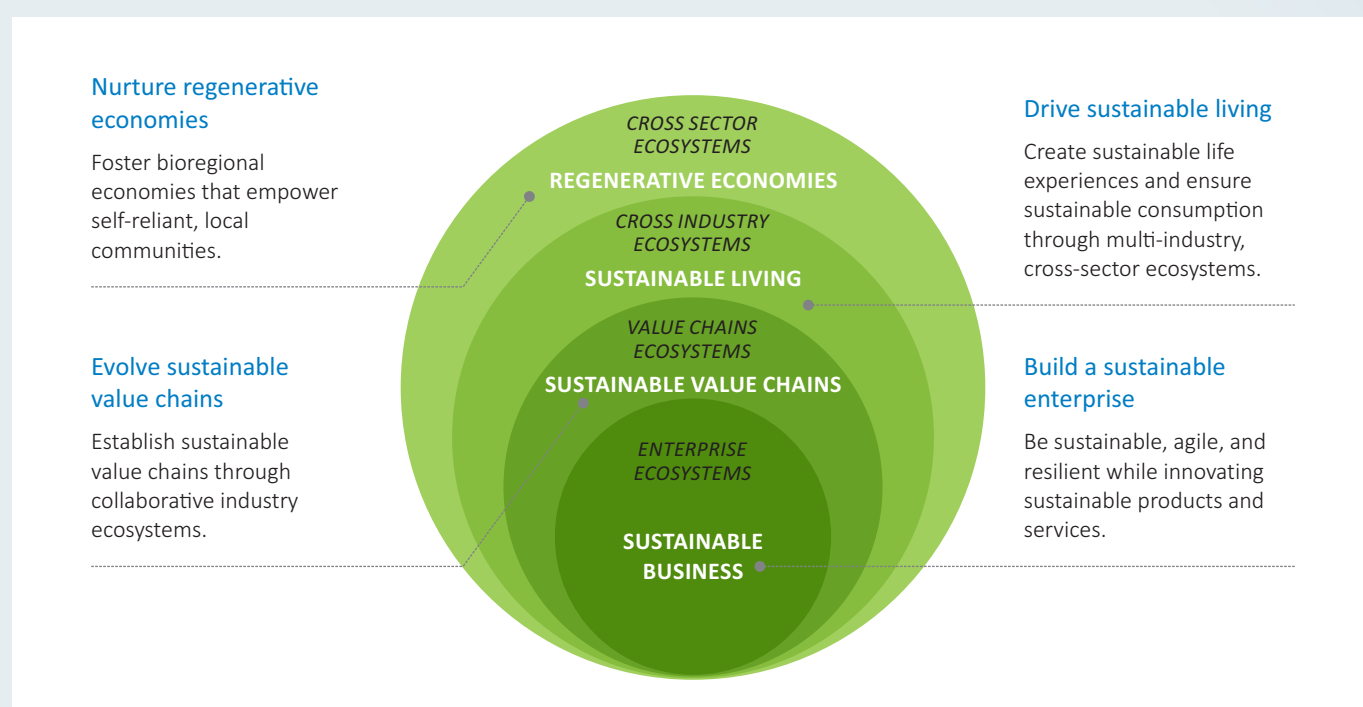 Nurture regenerative
economies
Foster bioregional
economies that empower
self-reliant, local
communities.
Evolve sustainable
value chains
Establish sustainable
value chains through
collaborative industry
ecosystems.
CROSS SECTOR
ECOSYSTEMS
REGENERATIVE ECONOMIES
CROSS INDUSTRY
ECOSYSTEMS
SUSTAINABLE LIVING
VALUE CHAINS
ECOSYSTEMS
SUSTAINABLE VALUE CHAINS
ENTERPRISE
ECOSYSTEMS
SUSTAINABLE
BUSINESS
Drive sustainable living
Create sustainable life
experiences and ensure
sustainable consumption
through multi-industry,
cross-sector ecosystems.
Build a sustainable
enterprise
Be sustainable, agile, and
resilient while innovating
sustainable products and
services.